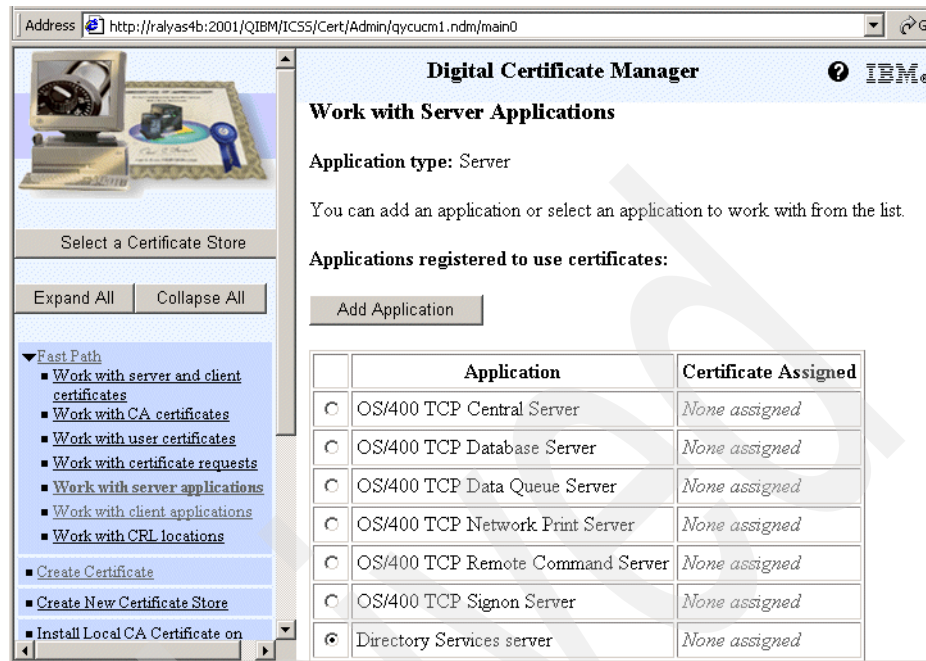 Address http://ralyas4b:2001/QIBM/ICSS/Cert/Admin/qycucm1.ndm/main0
Select a Certificate Store
Expand All Collapse All
Fast Path
Work with server and client
certificates
Work with CA certificates
Work with user certificates
Work with certificate requests
Work with server applications
Work with client applications
Work with CRL locations
Create Certificate
Create New Certificate Store
Install Local CA Certificate on
Digital Certificate Manager
IBM
Work with Server Applications
Application type: Server
You can add an application or select an application to work with from the list.
Applications registered to use certificates:
Add Application
Application Certificate Assigned
OS/400 TCP Central Server None assigned
OS/400 TCP Database Server None assigned
OS/400 TCP Data Queue Server None assigned
OS/400 TCP Network Print Server None assigned
OS/400 TCP Remote Command Server None assigned
OS/400 TCP Signon Server None assigned
Directory Services server None assigned